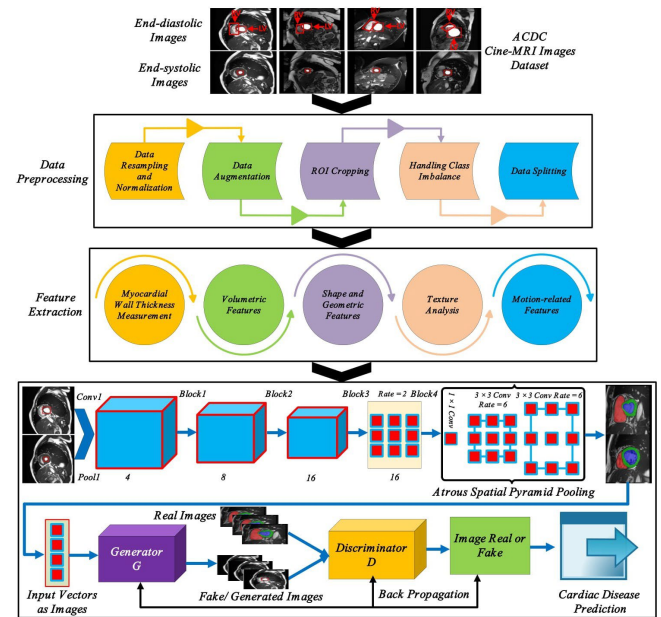 End-diastolic
Images
End-systolic
Images
ACDC
Cine-MRI Images
Dataset
RV
LV
Data
Preprocessing
Data
Resampling
and
Normalization
Data
Augmentation
ROI Cropping
Handling Class
Imbalance
Data Splitting
Feature
Extraction
Myocardial
Wall Thickness
Measurement
Volumetric
Features
Shape and
Geometric
Features
Texture
Analysis
Motion-related
Features
Conv1
Block1
Block2
Block3
Rate = 2
Block4
1 × 1 Conv
3 × 3 Conv
Rate = 6
3 × 3 Conv Rate = 6
Pool1
4
8
16
16
Atrous Spatial Pyramid Pooling
Real Images
Generator
G
Discriminator
D
Image Real or
Fake
Input Vectors
as Images
Fake/ Generated Images
Back Propagation
Cardiac Disease
Prediction